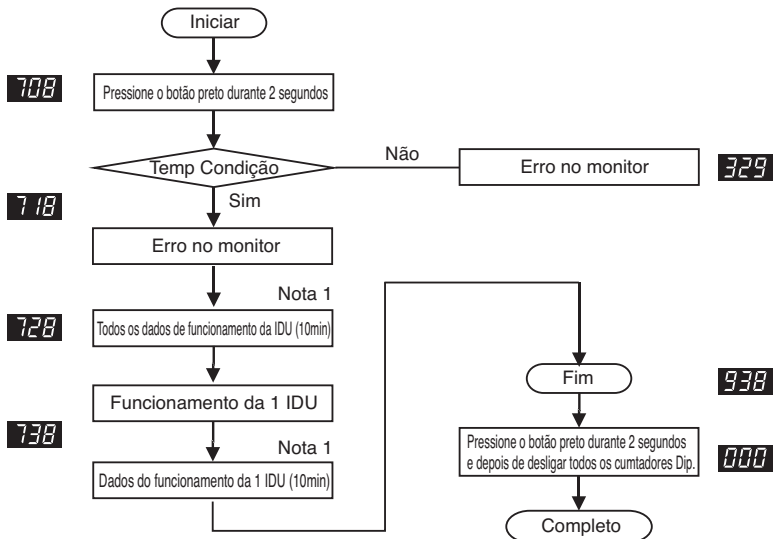 Iniciar
708
Pressione o botão preto durante 2 segundos
Temp Condição
Não
Erro no monitor
329
718
Sim
Erro no monitor
Nota 1
728
Todos os dados de funcionamento da IDU (10min)
Funcionamento da 1 IDU
738
Nota 1
Dados do funcionamento da 1 IDU (10min)
Fim
938
Pressione o botão preto durante 2 segundos
e depois de desligar todos os cumtadores Dip.
000
Completo